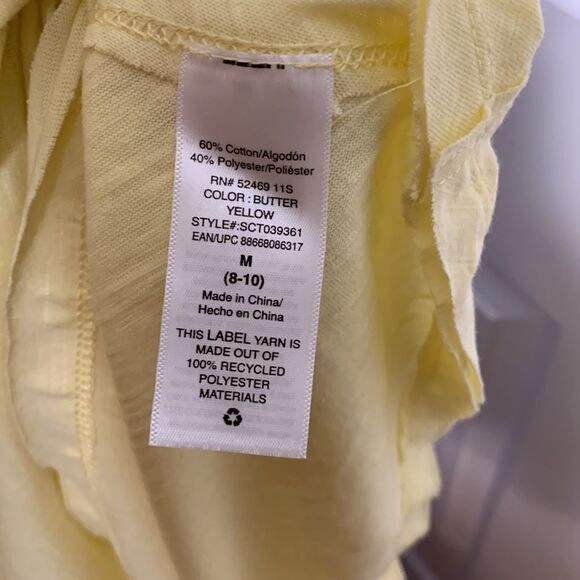 60% Cotton/Algodón
40% Polyester/Poliéster
RN# 52469 11S
COLOR : BUTTER
YELLOW
STYLE#:SCT039361
EAN/UPC 88668086317
M
(8-10)
Made in China/
Hecho en China
THIS LABEL YARN IS
MADE OUT OF
100% RECYCLED
POLYESTER
MATERIALS